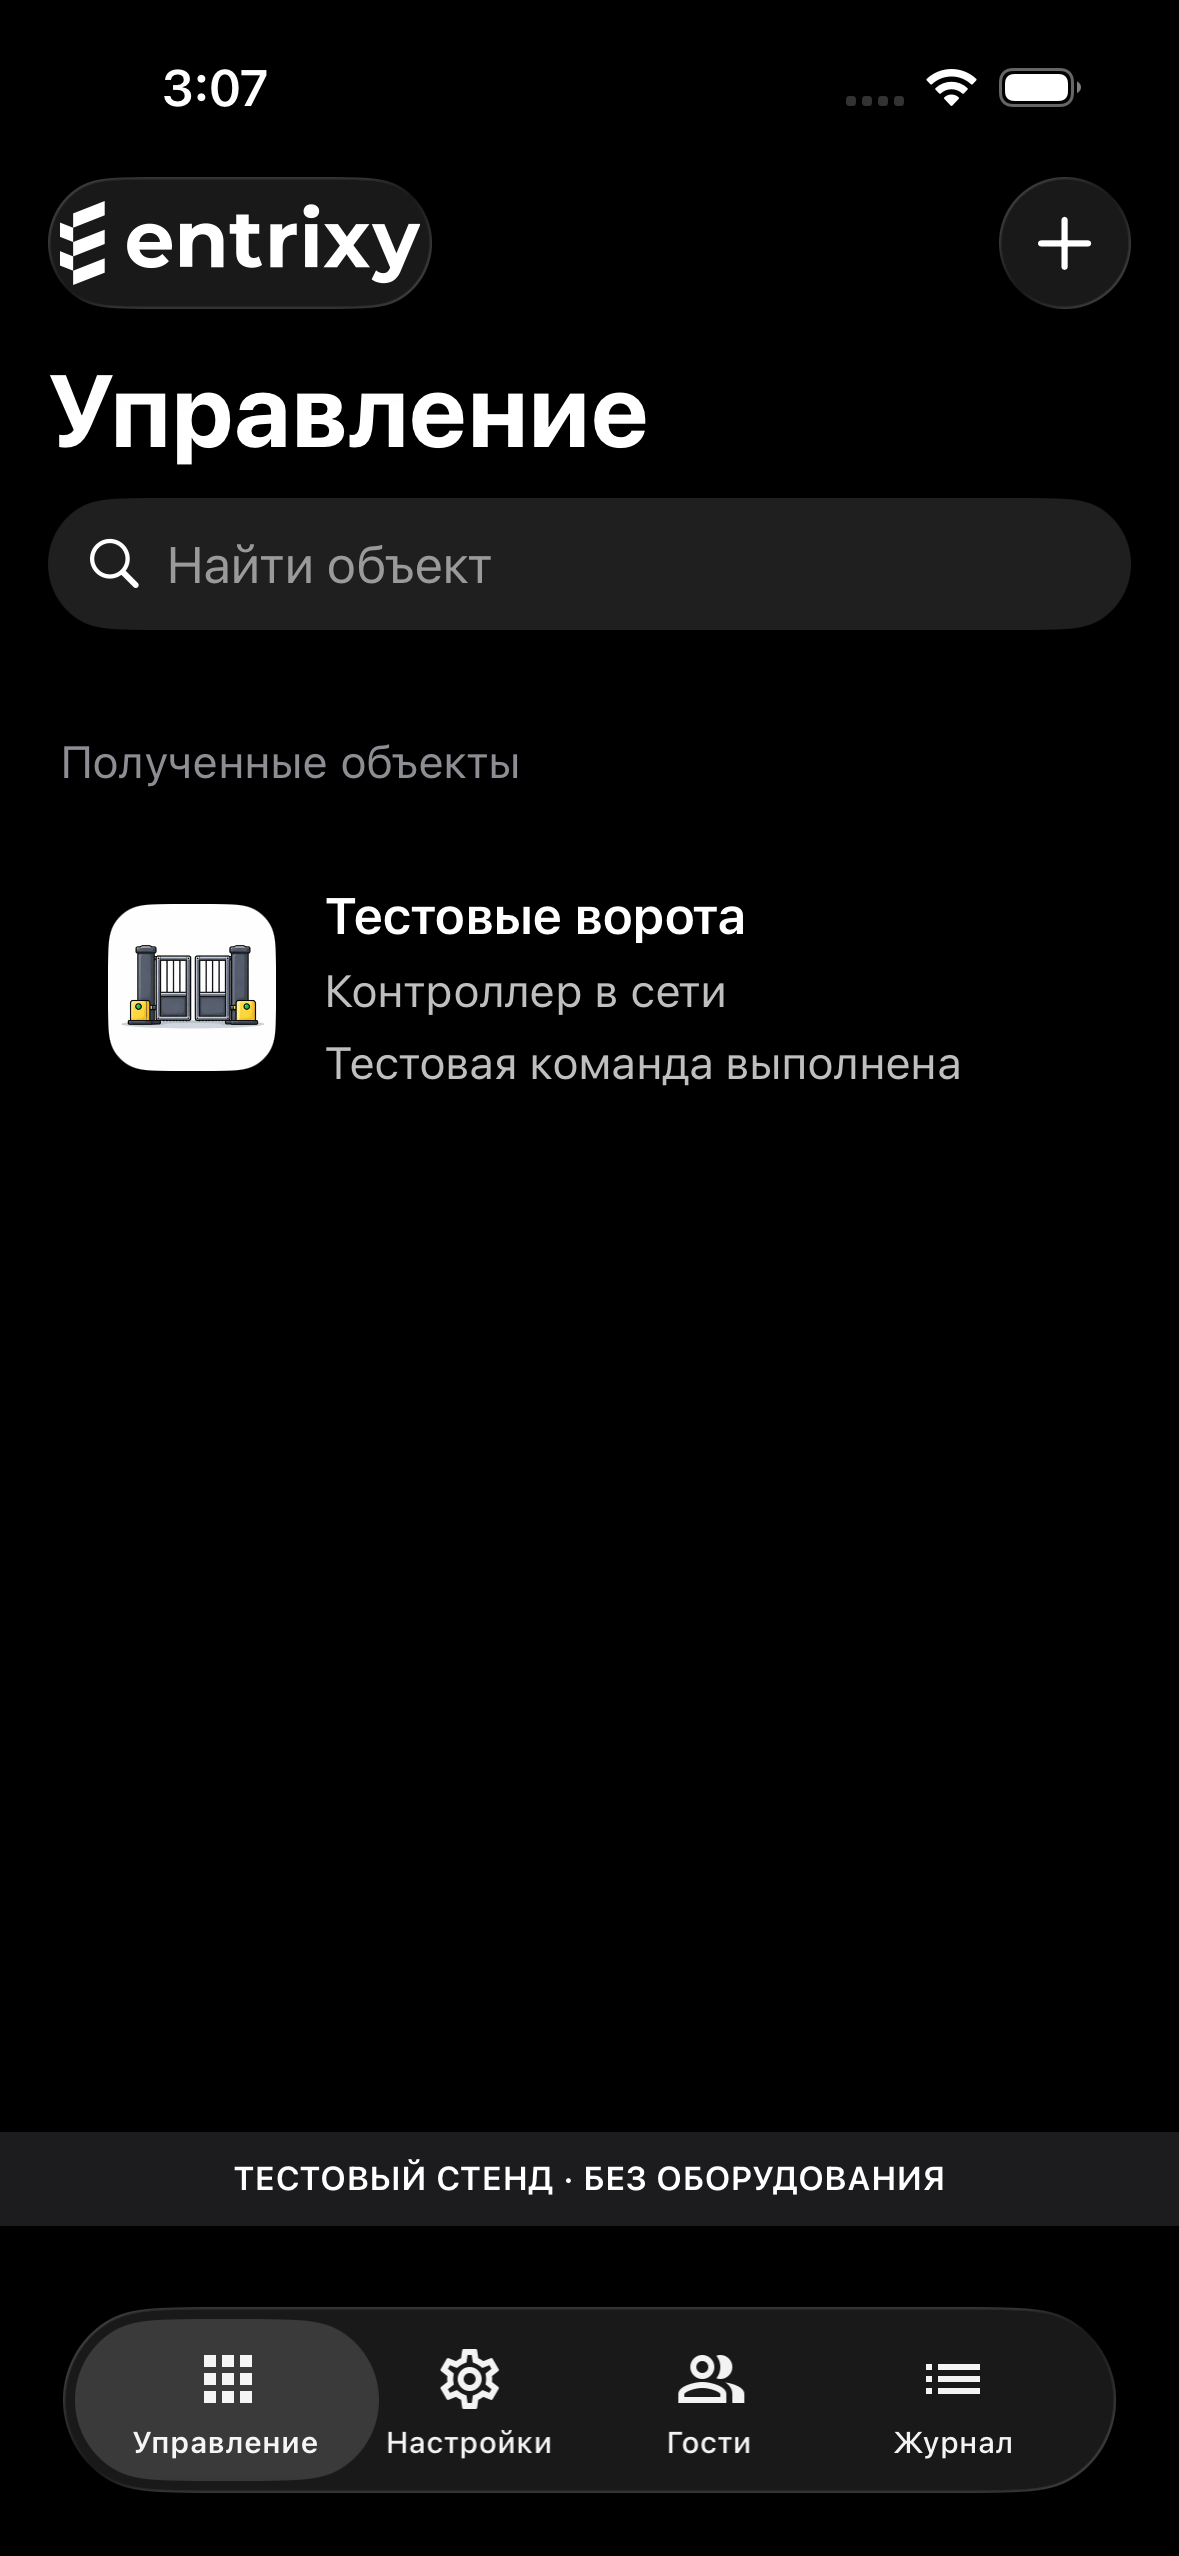 3:07
entrixy
Управление
Найти объект
Полученные объекты
Тестовые ворота
Контроллер в сети
Тестовая команда выполнена
ТЕСТОВЫЙ СТЕНД · БЕЗ ОБОРУДОВАНИЯ
Управление
Настройки
Гости
Журнал